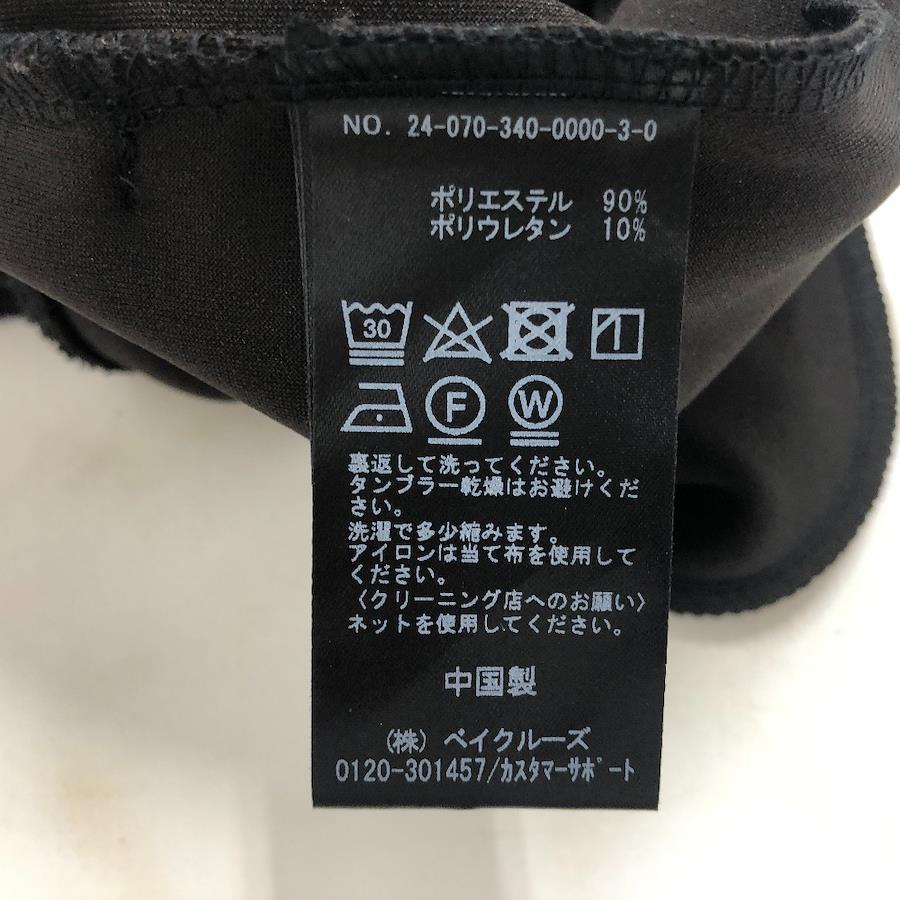 NO. 24-070-340-0000-3-0
ポリエステル 90%
ポリウレタン 10%
30
F
W
裏返して洗ってください。
タンブラー乾燥はお避けくだ
さい。
洗濯で多少縮みます。
アイロンは当て布を使用して
ください。
〈クリーニング店へのお願い〉
ネットを使用してください。
中国製
(株) ベイクルーズ
0120-301457/ｶｽﾀﾏｰｻﾎﾟｰﾄ